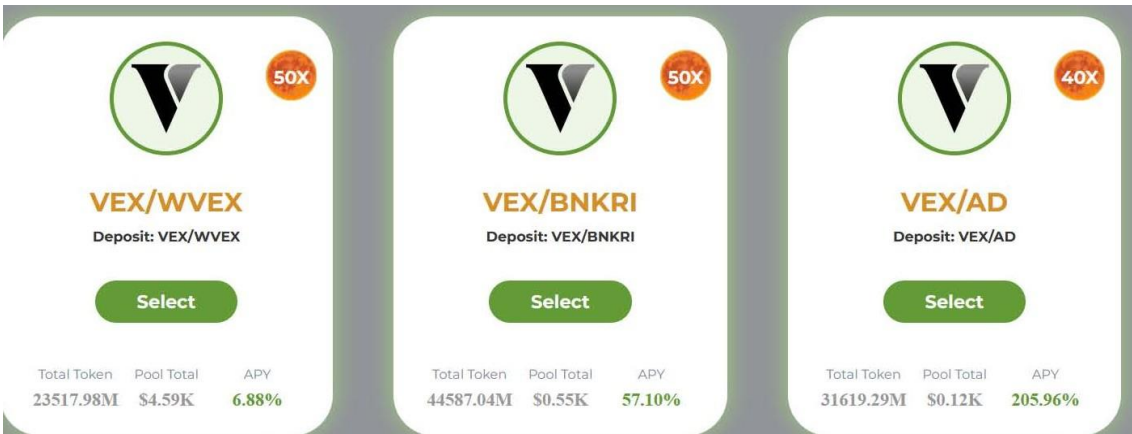 50X
VEX/WVEX
Deposit: VEX/WVEX
Select
Total Token Pool Total APY
23517.98M $4.59K 6.88%
50X
VEX/BNKRI
Deposit: VEX/BNKRI
Select
Total Token Pool Total APY
44587.04M $0.55K 57.10%
40X
VEX/AD
Deposit: VEX/AD
Select
Total Token Pool Total APY
31619.29M $0.12K 205.96%